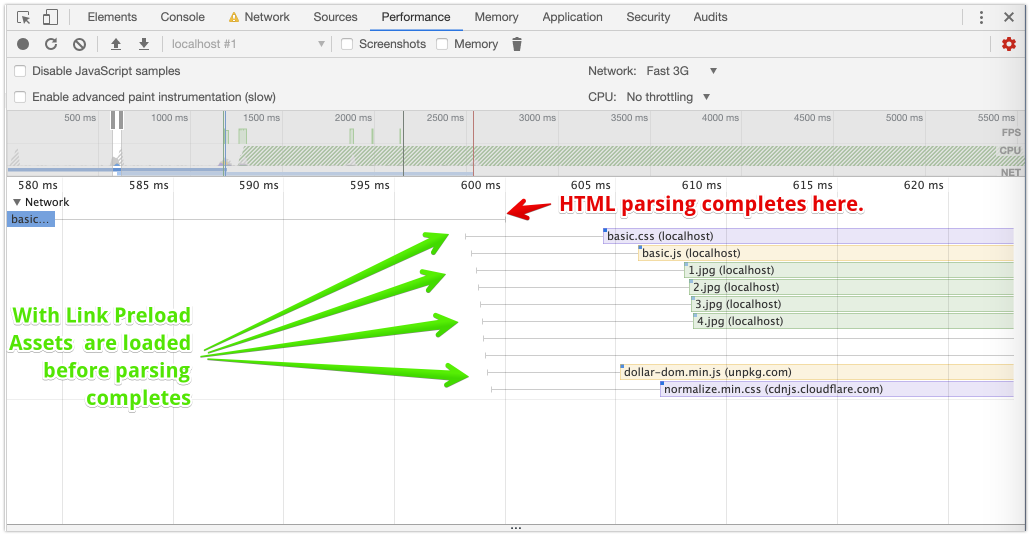 Elements Console Network Sources Performance Memory Application Security Audits
localhost #1 Screenshots Memory
Disable JavaScript samples Network: Fast 3G
Enable advanced paint instrumentation (slow) CPU: No throttling
500 ms 1000 ms 1500 ms 2000 ms 2500 ms 3000 ms 3500 ms 4000 ms 4500 ms 5000 ms 5500 ms
FPS
CPU
NET
580 ms 585 ms 590 ms 595 ms 600 ms 605 ms 610 ms 615 ms 620 ms
Network
HTML parsing completes here.
basic...
basic.css (localhost)
basic.js (localhost)
1.jpg (localhost)
2.jpg (localhost)
3.jpg (localhost)
4.jpg (localhost)
With Link Preload
Assets are loaded
before parsing
completes
dollar-dom.min.js (unpkg.com)
normalize.min.css (cdnjs.cloudflare.com)